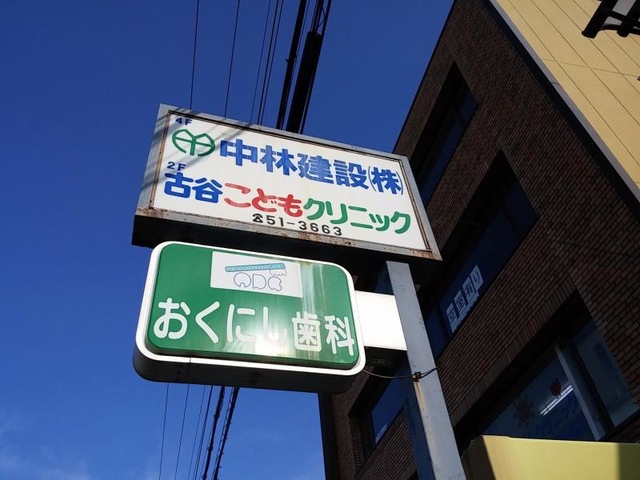 4F
中林建設(株)
2F
古谷こどもクリニック
☎51-3663
おくにし歯科